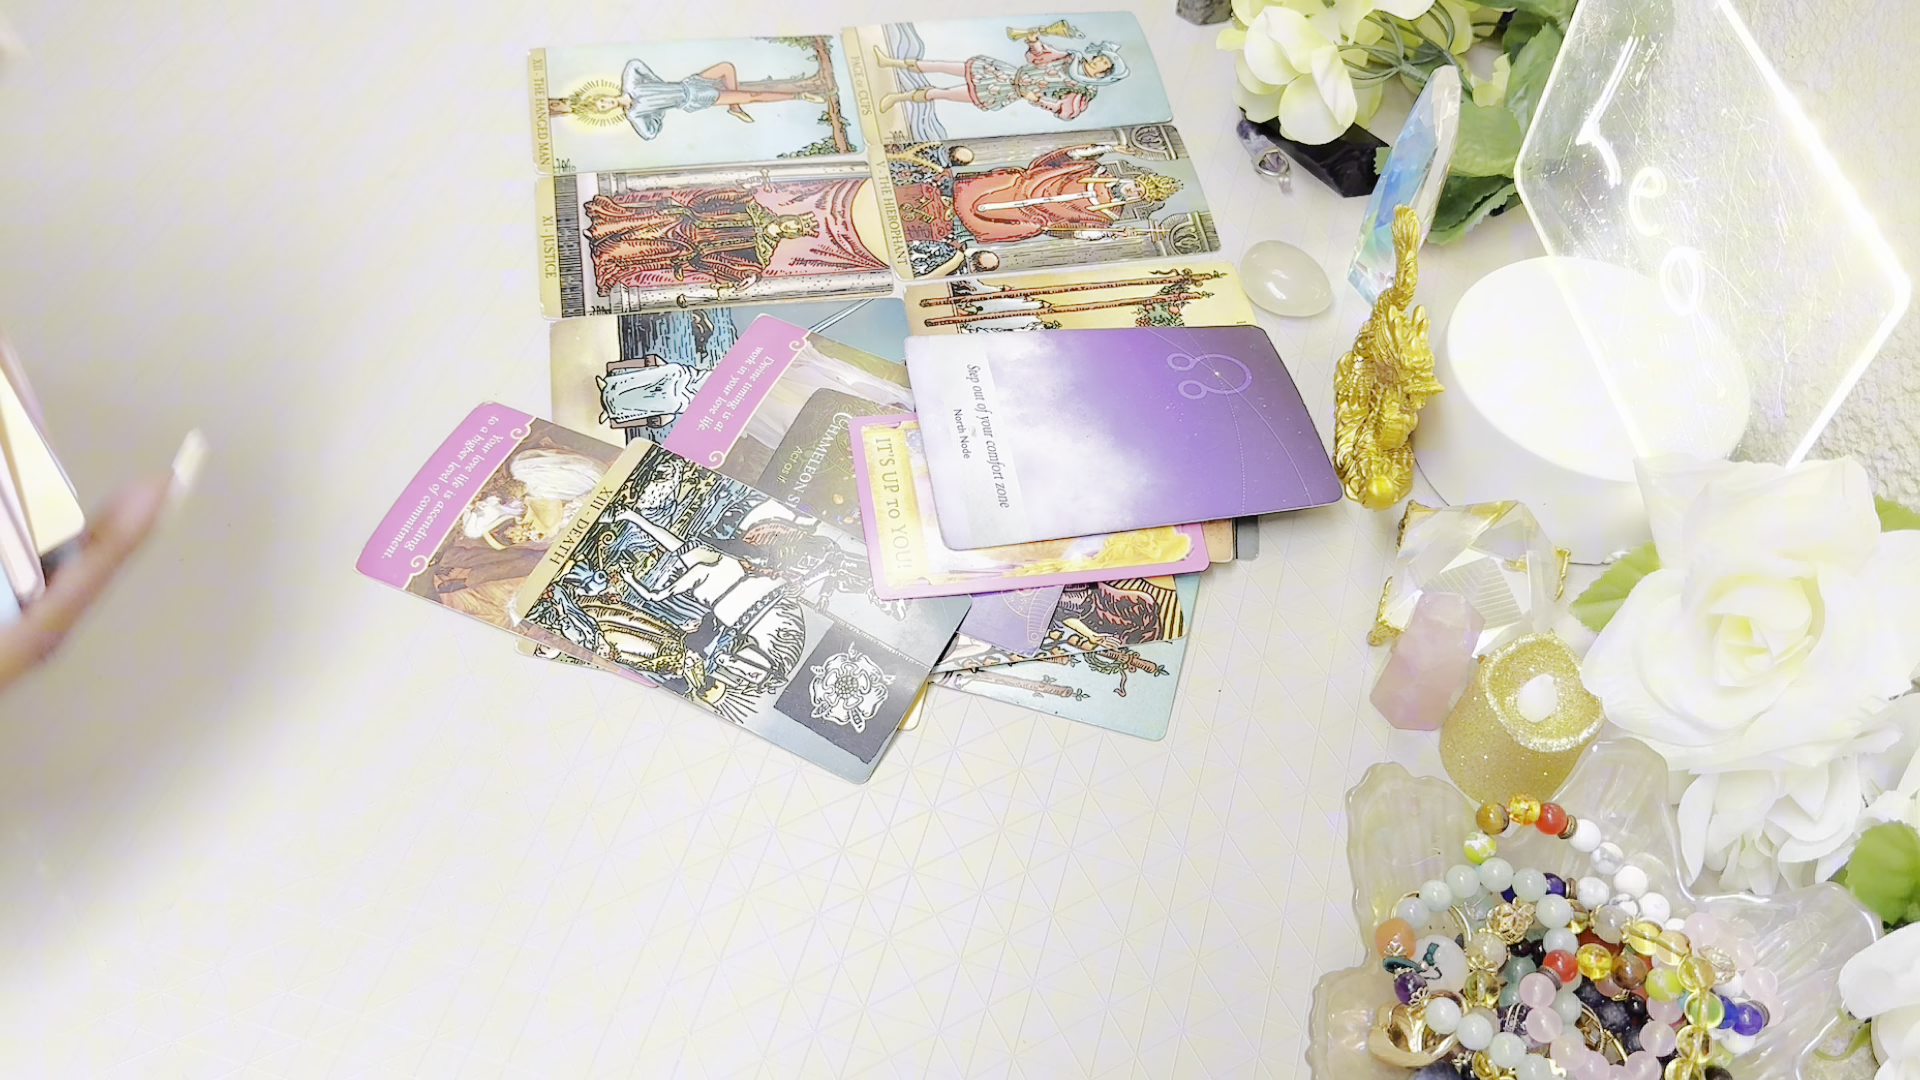 XII · THE HANGED MAN
PAGE of CUPS
XI · JUSTICE
V · THE HIEROPHANT
Divine timing is at
work in your love life.
Your love life is ascending
to a higher level of commitment.
XIII · DEATH
CHAMELEON
Act as if
IT'S UP to YOU!
Step out of your comfort zone
North Node